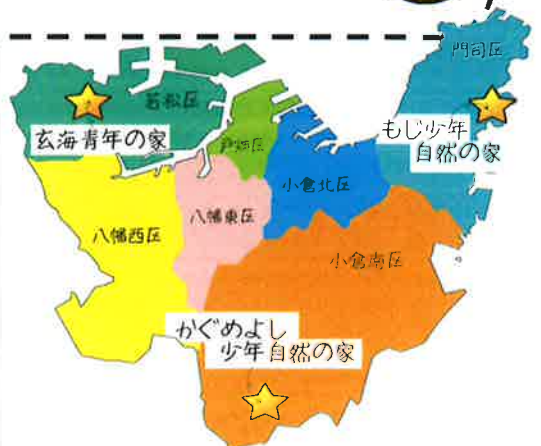 門司区
若松区
もじ少年
自然の家
玄海青年の家
戸畑区
小倉北区
八幡東区
八幡西区
小倉南区
かぐめよし
少年自然の家